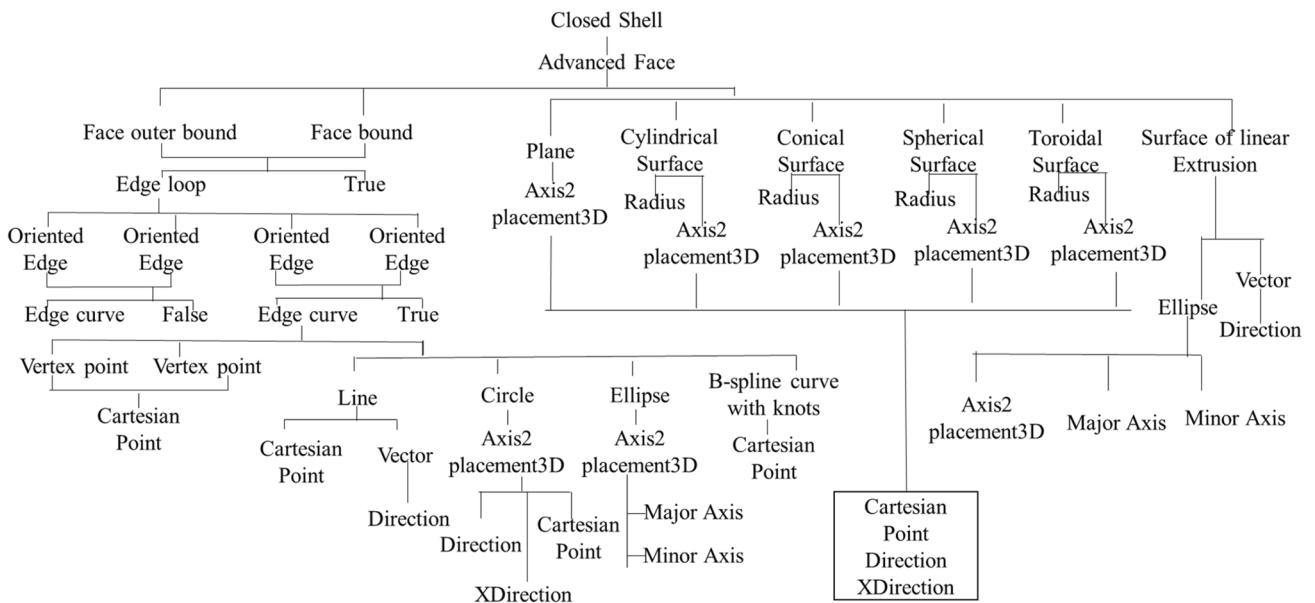 Closed Shell
Advanced Face
Face outer bound
Face bound
Plane
Cylindrical
Surface
Conical
Surface
Spherical
Surface
Toroidal
Surface
Surface of linear
Extrusion
Edge loop
True
Axis2
placement3D
Radius
Radius
Radius
Radius
Axis2
placement3D
Axis2
placement3D
Axis2
placement3D
Axis2
placement3D
Oriented
Edge
Oriented
Edge
Oriented
Edge
Oriented
Edge
Vector
Edge curve
False
Edge curve
True
Ellipse
Direction
Vertex point
Vertex point
Cartesian
Point
Line
Circle
Ellipse
B-spline curve
with knots
Axis2
placement3D
Major Axis
Minor Axis
Cartesian
Point
Vector
Axis2
placement3D
Axis2
placement3D
Cartesian
Point
Direction
Direction
Cartesian
Point
XDirection
Major Axis
Minor Axis
Cartesian
Point
Direction
XDirection